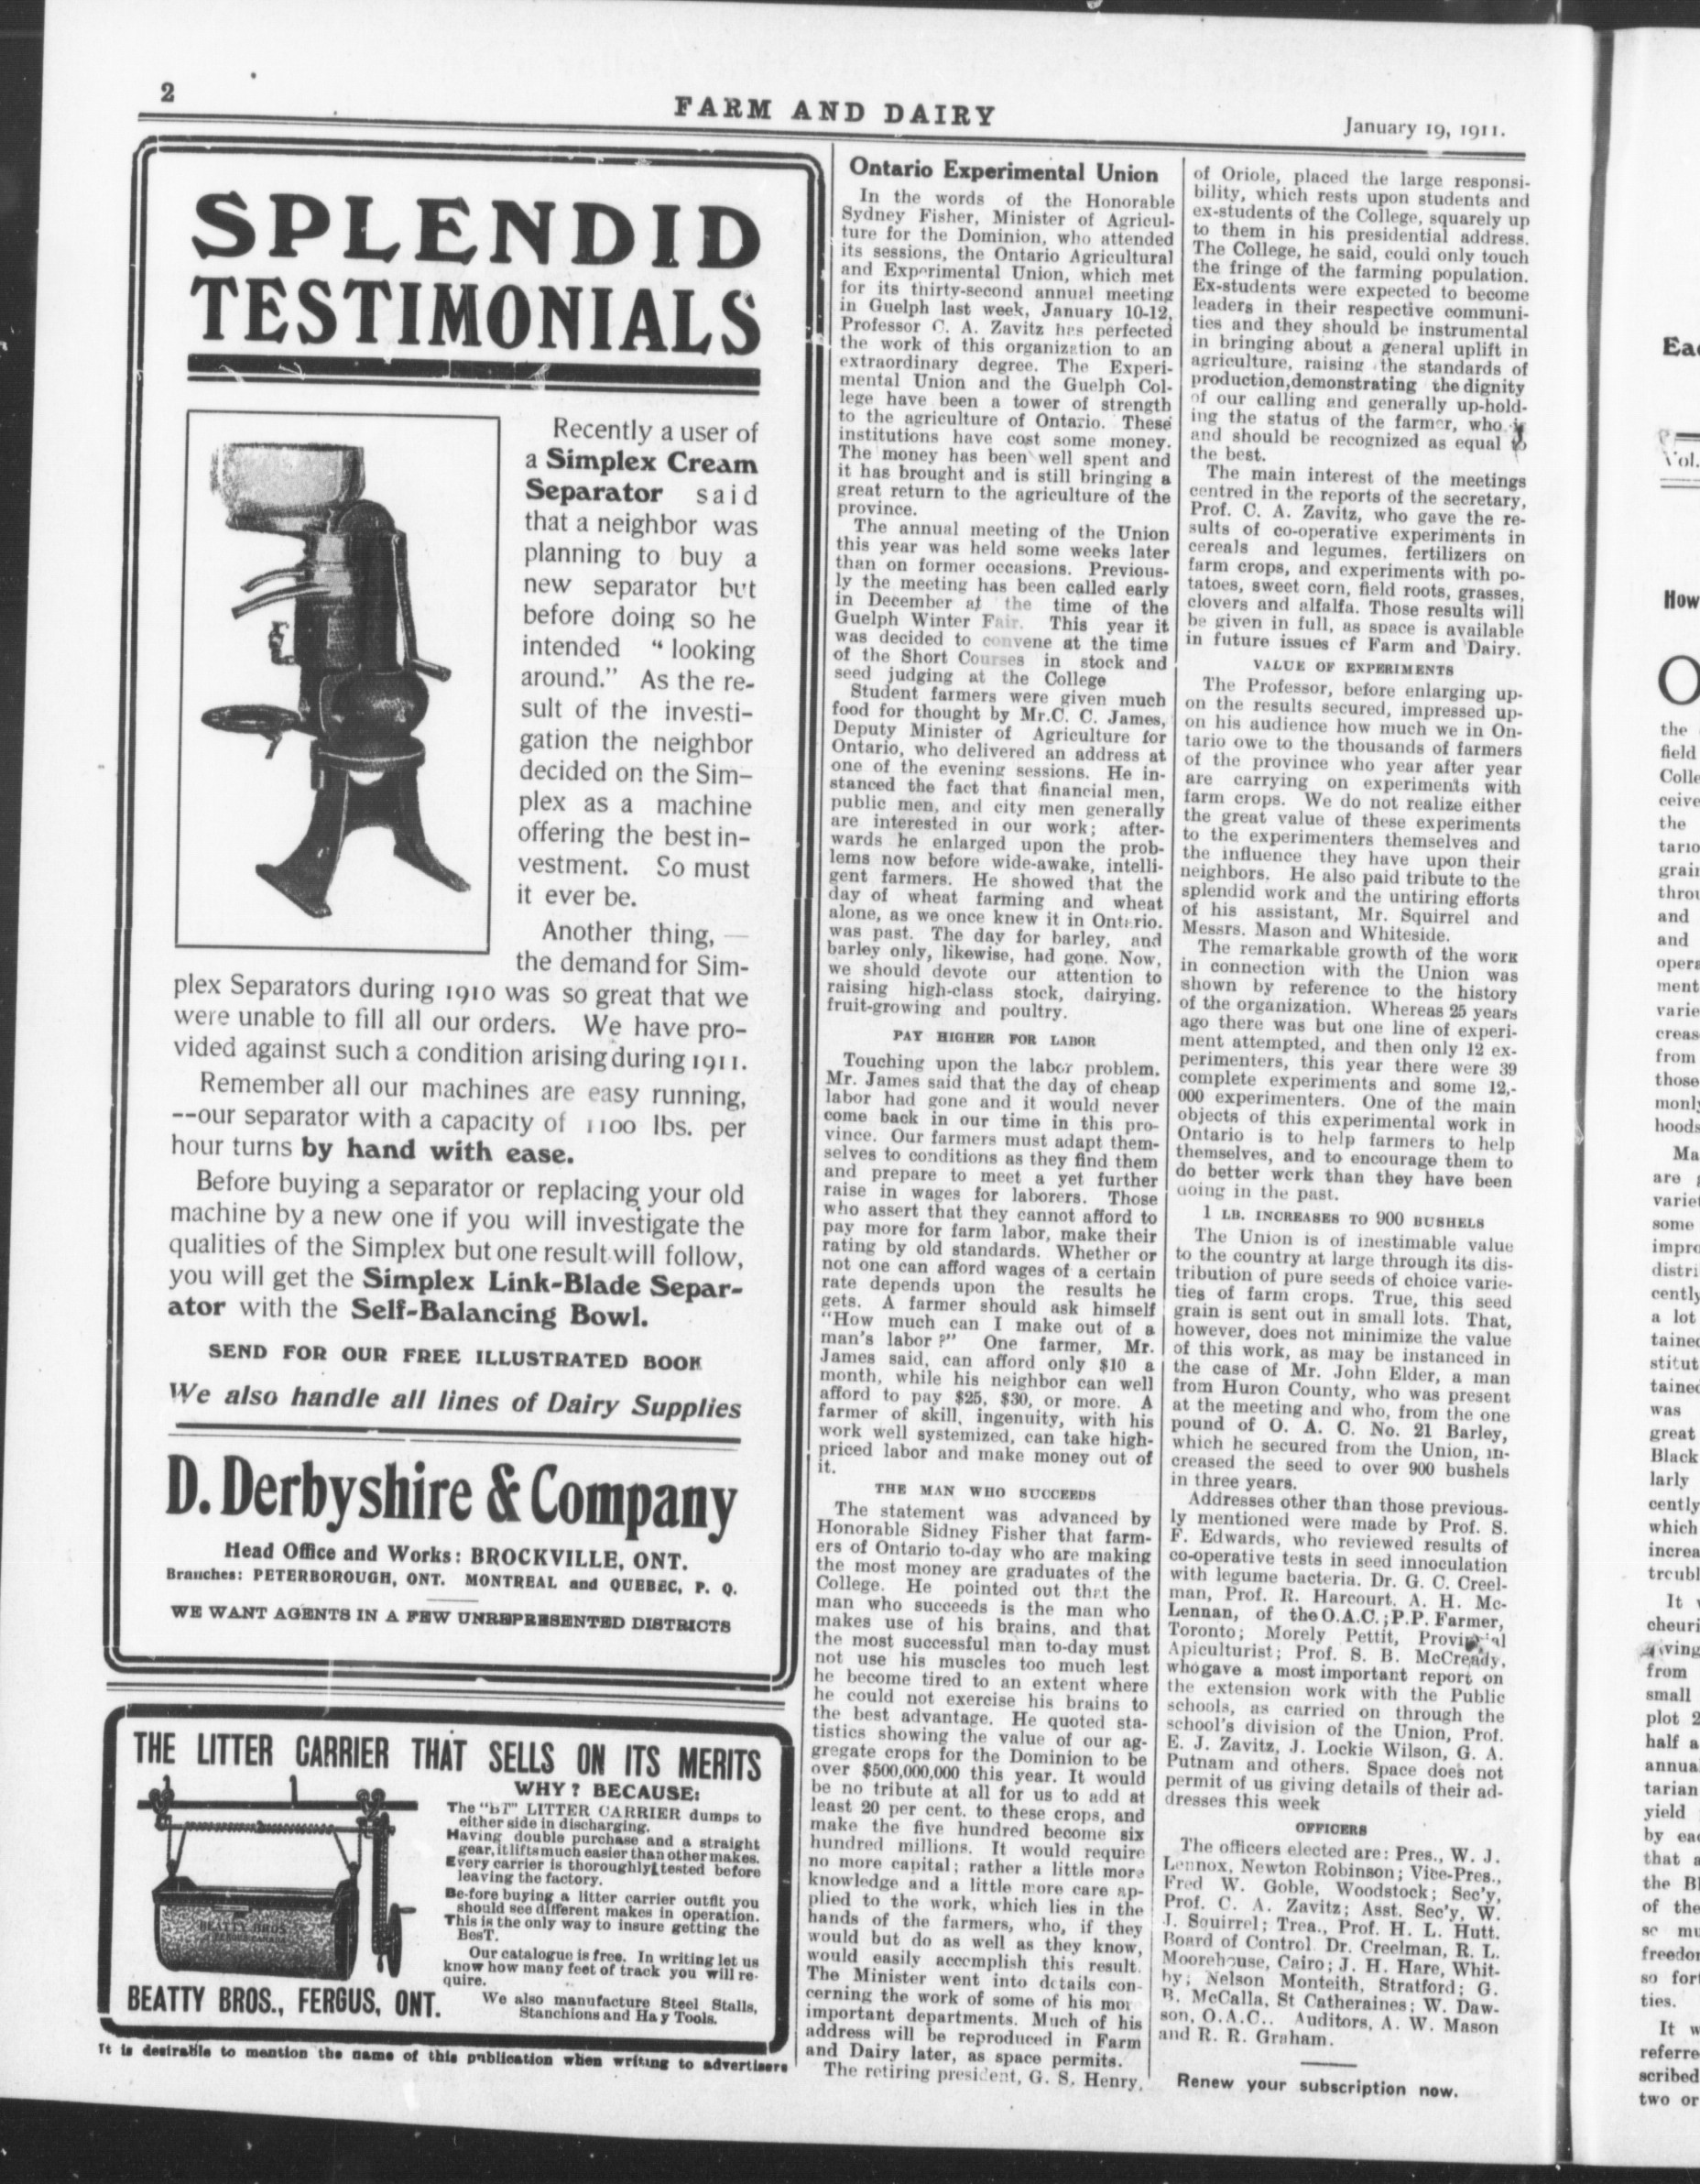 2
FARM AND DAIRY
January 19, 1911.
SPLENDID
TESTIMONIALS
Recently a user of
a Simplex Cream
Separator said
that a neighbor was
planning to buy a
new separator but
before doing so he
intended "looking
around." As the re-
sult of the investi-
gation the neighbor
decided on the Sim-
plex as a machine
offering the best in-
vestment. So must
it ever be.
Another thing, —
the demand for Sim-
plex Separators during 1910 was so great that we
were unable to fill all our orders. We have pro-
vided against such a condition arising during 1911.
Remember all our machines are easy running,
--our separator with a capacity of 1100 lbs. per
hour turns by hand with ease.
Before buying a separator or replacing your old
machine by a new one if you will investigate the
qualities of the Simplex but one result will follow,
you will get the Simplex Link-Blade Separ-
ator with the Self-Balancing Bowl.
SEND FOR OUR FREE ILLUSTRATED BOOK
We also handle all lines of Dairy Supplies
D. Derbyshire & Company
Head Office and Works: BROCKVILLE, ONT.
Branches: PETERBOROUGH, ONT. MONTREAL and QUEBEC, P. Q.
WE WANT AGENTS IN A FEW UNREPRESENTED DISTRICTS
THE LITTER CARRIER THAT SELLS ON ITS MERITS
WHY? BECAUSE:
The "BT" LITTER CARRIER dumps to
either side in discharging.
Having double purchase and a straight
gear, it lifts much easier than other makes.
Every carrier is thoroughly tested before
leaving the factory.
Be-fore buying a litter carrier outfit you
should see different makes in operation.
This is the only way to insure getting the
BesT.
Our catalogue is free. In writing let us
know how many feet of track you will re-
quire.
We also manufacture Steel Stalls,
Stanchions and Hay Tools.
BEATTY BROS
FERGUS CANADA
BEATTY BROS., FERGUS, ONT.
It is desirable to mention the name of this publication when writing to advertisers
Ontario Experimental Union
In the words of the Honorable
Sydney Fisher, Minister of Agricul-
ture for the Dominion, who attended
its sessions, the Ontario Agricultural
and Experimental Union, which met
for its thirty-second annual meeting
in Guelph last week, January 10-12,
Professor C. A. Zavitz has perfected
the work of this organization to an
extraordinary degree. The Experi-
mental Union and the Guelph Col-
lege have been a tower of strength
to the agriculture of Ontario. These
institutions have cost some money.
The money has been well spent and
it has brought and is still bringing a
great return to the agriculture of the
province.
The annual meeting of the Union
this year was held some weeks later
than on former occasions. Previous-
ly the meeting has been called early
in December at the time of the
Guelph Winter Fair. This year it
was decided to convene at the time
of the Short Courses in stock and
seed judging at the College
Student farmers were given much
food for thought by Mr.C. C. James,
Deputy Minister of Agriculture for
Ontario, who delivered an address at
one of the evening sessions. He in-
stanced the fact that financial men,
public men, and city men generally
are interested in our work; after-
wards he enlarged upon the prob-
lems now before wide-awake, intelli-
gent farmers. He showed that the
day of wheat farming and wheat
alone, as we once knew it in Ontario.
was past. The day for barley, and
barley only, likewise, had gone. Now,
we should devote our attention to
raising high-class stock, dairying.
fruit-growing and poultry.
PAY HIGHER FOR LABOR
Touching upon the labor problem.
Mr. James said that the day of cheap
labor had gone and it would never
come back in our time in this pro-
vince. Our farmers must adapt them-
selves to conditions as they find them
and prepare to meet a yet further
raise in wages for laborers. Those
who assert that they cannot afford to
pay more for farm labor, make their
rating by old standards. Whether or
not one can afford wages of a certain
rate depends upon the results he
gets. A farmer should ask himself
"How much can I make out of a
man's labor?" One farmer, Mr.
James said, can afford only $10 a
month, while his neighbor can well
afford to pay $25, $30, or more. A
farmer of skill, ingenuity, with his
work well systemized, can take high-
priced labor and make money out of
it.
THE MAN WHO SUCCEEDS
The statement was advanced by
Honorable Sidney Fisher that farm-
ers of Ontario to-day who are making
the most money are graduates of the
College. He pointed out that the
man who succeeds is the man who
makes use of his brains, and that
the most successful man to-day must
not use his muscles too much lest
he become tired to an extent where
he could not exercise his brains to
the best advantage. He quoted sta-
tistics showing the value of our ag-
gregate crops for the Dominion to be
over $500,000,000 this year. It would
be no tribute at all for us to add at
least 20 per cent. to these crops, and
make the five hundred become six
hundred millions. It would require
no more capital; rather a little more
knowledge and a little more care ap-
plied to the work, which lies in the
hands of the farmers, who, if they
would but do as well as they know,
would easily accomplish this result.
The Minister went into details con-
cerning the work of some of his mor
important departments. Much of his
address will be reproduced in Farm
and Dairy later, as space permits.
The retiring president, G. S. Henry,
of Oriole, placed the large responsi-
bility, which rests upon students and
ex-students of the College, squarely up
to them in his presidential address.
The College, he said, could only touch
the fringe of the farming population.
Ex-students were expected to become
leaders in their respective communi-
ties and they should be instrumental
in bringing about a general uplift in
agriculture, raising the standards of
production,demonstrating the dignity
of our calling and generally up-hold-
ing the status of the farmer, who is
and should be recognized as equal to
the best.
The main interest of the meetings
centred in the reports of the secretary,
Prof. C. A. Zavitz, who gave the re-
sults of co-operative experiments in
cereals and legumes. fertilizers on
farm crops, and experiments with po-
tatoes, sweet corn, field roots, grasses,
clovers and alfalfa. Those results will
be given in full, as space is available
in future issues of Farm and Dairy.
VALUE OF EXPERIMENTS
The Professor, before enlarging up-
on the results secured, impressed up-
on his audience how much we in On-
tario owe to the thousands of farmers
of the province who year after year
are carrying on experiments with
farm crops. We do not realize either
the great value of these experiments
to the experimenters themselves and
the influence they have upon their
neighbors. He also paid tribute to the
splendid work and the untiring efforts
of his assistant, Mr. Squirrel and
Messrs. Mason and Whiteside.
The remarkable growth of the work
in connection with the Union was
shown by reference to the history
of the organization. Whereas 25 years
ago there was but one line of experi-
ment attempted, and then only 12 ex-
perimenters, this year there were 39
complete experiments and some 12,-
000 experimenters. One of the main
objects of this experimental work in
Ontario is to help farmers to help
themselves, and to encourage them to
do better work than they have been
doing in the past.
1 LB. INCREASES TO 900 BUSHELS
The Union is of inestimable value
to the country at large through its dis-
tribution of pure seeds of choice varie-
ties of farm crops. True, this seed
grain is sent out in small lots. That,
however, does not minimize the value
of this work, as may be instanced in
the case of Mr. John Elder, a man
from Huron County, who was present
at the meeting and who, from the one
pound of O. A. C. No. 21 Barley,
which he secured from the Union, in-
creased the seed to over 900 bushels
in three years.
Addresses other than those previous-
ly mentioned were made by Prof. S.
F. Edwards, who reviewed results of
co-operative tests in seed innoculation
with legume bacteria. Dr. G. C. Creel-
man, Prof. R. Harcourt. A. H. Mc-
Lennan, of the O.A.C.; P.P. Farmer,
Toronto; Morely Pettit, Provincial
Apiculturist; Prof. S. B. McCready,
who gave a most important report on
the extension work with the Public
schools, as carried on through the
school's division of the Union, Prof.
E. J. Zavitz, J. Lockie Wilson, G. A.
Putnam and others. Space does not
permit of us giving details of their ad-
dresses this week
OFFICERS
The officers elected are: Pres., W. J.
Lennox, Newton Robinson; Vice-Pres.,
Fred W. Goble, Woodstock; Sec'y,
Prof. C. A. Zavitz; Asst. Sec'y, W.
J. Squirrel; Trea., Prof. H. L. Hutt.
Board of Control. Dr. Creelman, R. L.
Moorehouse, Cairo; J. H. Hare, Whit-
by; Nelson Monteith, Stratford; G.
B. McCalla, St Catheraines; W. Daw-
son, O.A.C.. Auditors, A. W. Mason
and R. R. Graham.
Renew your subscription now.
Eac
Vol.
How
O
the
field
Colle
ceive
the
tario
grain
throu
and
and
opera
ment
varie
creas
from
those
monly
hoods
Ma
are
variet
some
impro
distri
cently
a lot
tained
stitut
tained
was
great
Black
larly
cently
which
increa
troubl
It
cheuri
giving
from
small
plot 2
half a
annua
tarian
yield
by ea
that a
the Bl
of the
so mu
freedo
so for
ties.
It w
referre
scribed
two or